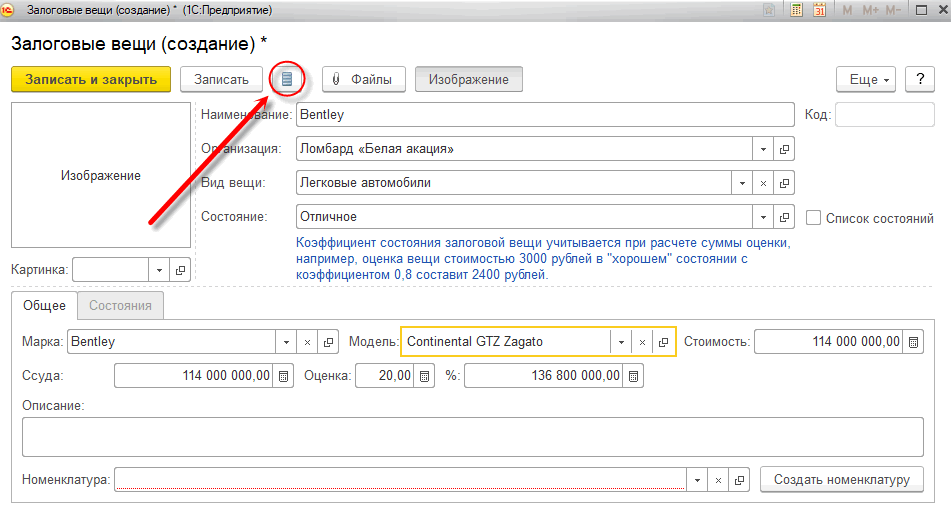 1С Залоговые вещи (создание) * (1С:Предприятие) 31 M M+ M-
Залоговые вещи (создание) *
Записать и закрыть Записать Файлы Изображение Еще ?
Изображение
Наименование: Bentley Код:
Организация: Ломбард «Белая акация»
Вид вещи: Легковые автомобили
Состояние: Отличное Список состояний
Коэффициент состояния залоговой вещи учитывается при расчете суммы оценки,
например, оценка вещи стоимостью 3000 рублей в "хорошем" состоянии с
коэффициентом 0,8 составит 2400 рублей.
Картинка:
Общее Состояния
Марка: Bentley Модель: Continental GTZ Zagato Стоимость: 114 000 000,00
Ссуда: 114 000 000,00 Оценка: 20,00 %: 136 800 000,00
Описание:
Номенклатура: Создать номенклатуру